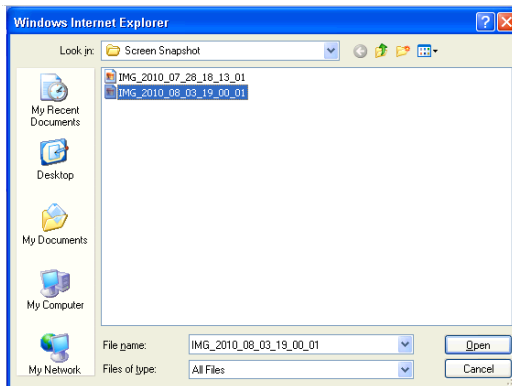 Windows Internet Explorer
Look in: Screen Snapshot
IMG_2010_07_28_18_13_01
IMG_2010_08_03_19_00_01
My Recent
Documents
Desktop
My Documents
My Computer
My Network
File name: IMG_2010_08_03_19_00_01 Open
Files of type: All Files Cancel